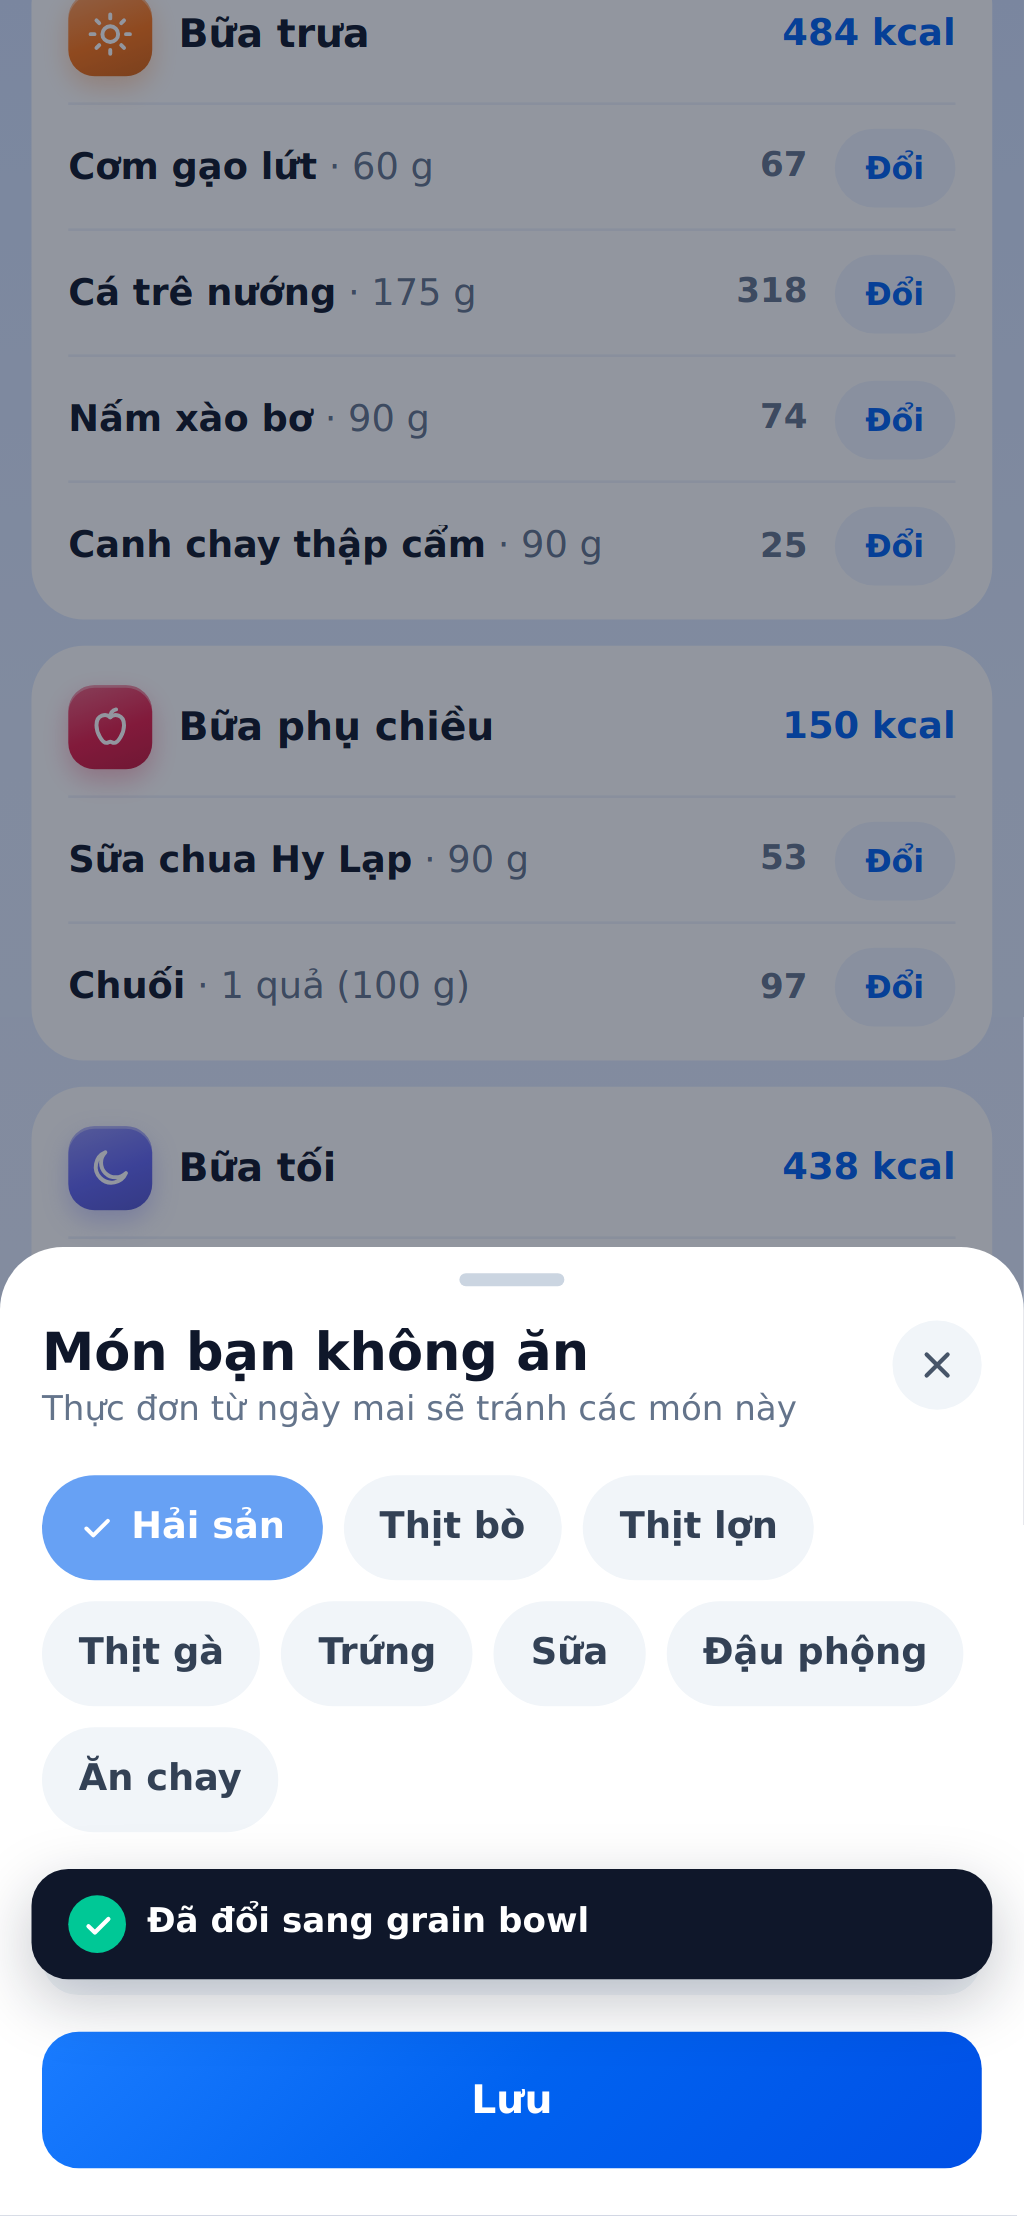 Bữa trưa 484 kcal
Cơm gạo lứt · 60 g 67 Đổi
Cá trê nướng · 175 g 318 Đổi
Nấm xào bơ · 90 g 74 Đổi
Canh chay thập cẩm · 90 g 25 Đổi
Bữa phụ chiều 150 kcal
Sữa chua Hy Lạp · 90 g 53 Đổi
Chuối · 1 quả (100 g) 97 Đổi
Bữa tối 438 kcal
Món bạn không ăn
Thực đơn từ ngày mai sẽ tránh các món này
Hải sản Thịt bò Thịt lợn
Thịt gà Trứng Sữa Đậu phộng
Ăn chay
Đã đổi sang grain bowl
Lưu